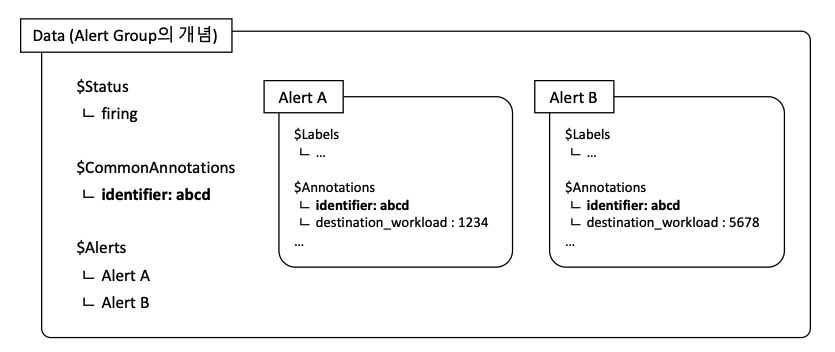 Data (Alert Group의 개념)
$Status
ㄴ firing
$CommonAnnotations
ㄴ identifier: abcd
$Alerts
ㄴ Alert A
ㄴ Alert B
Alert A
$Labels
ㄴ ...
$Annotations
ㄴ identifier: abcd
ㄴ destination_workload : 1234
...
Alert B
$Labels
ㄴ ...
$Annotations
ㄴ identifier: abcd
ㄴ destination_workload : 5678
...